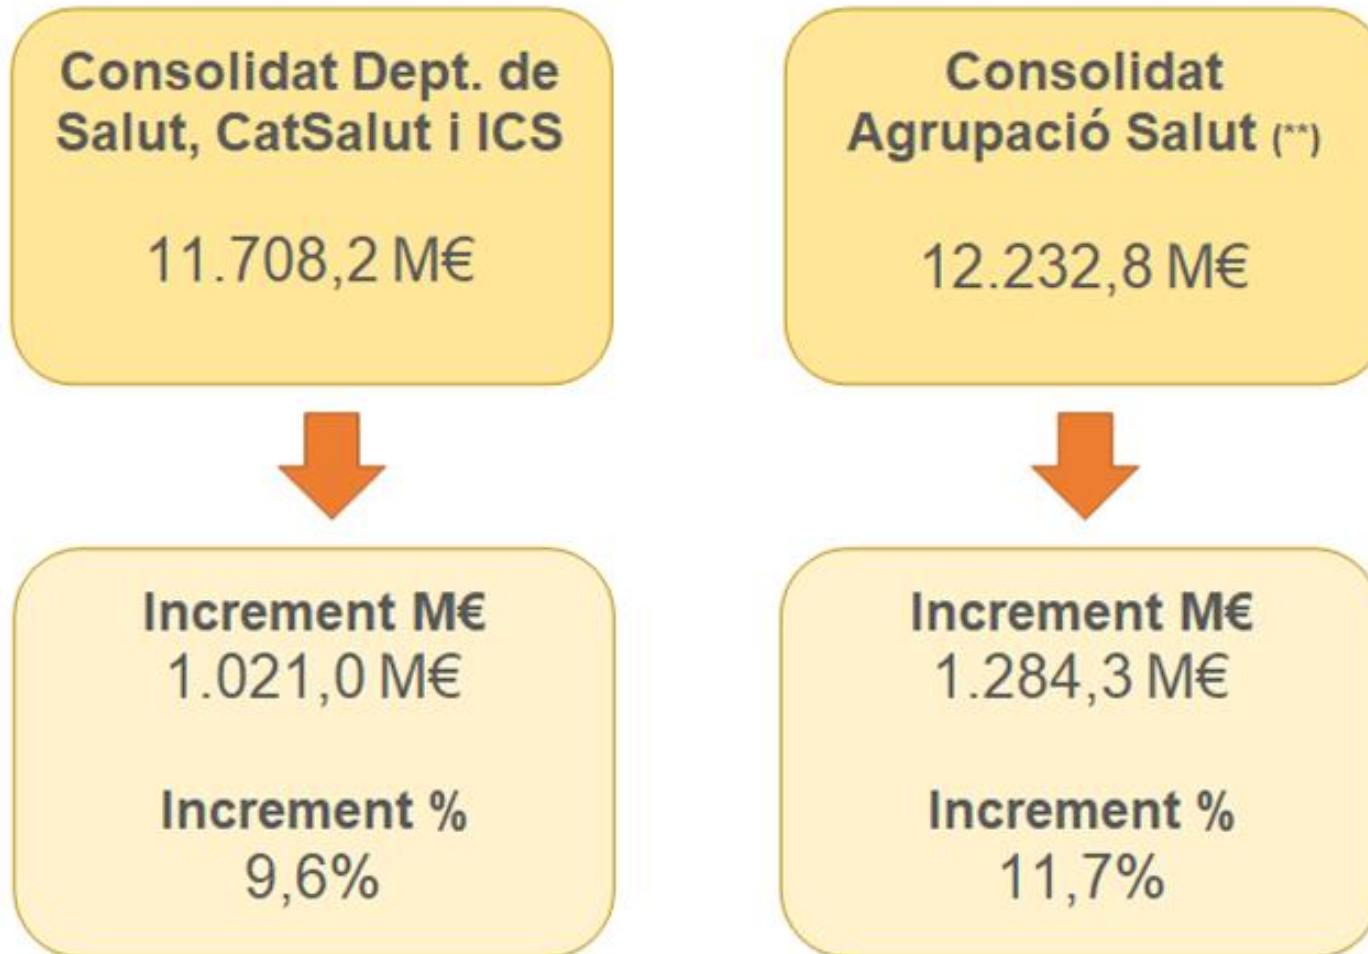 Consolidat Dept. de
Salut, CatSalut i ICS
11.708,2 M€
Consolidat
Agrupació Salut (**)
12.232,8 M€
Increment M€
1.021,0 M€
Increment %
9,6%
Increment M€
1.284,3 M€
Increment %
11,7%